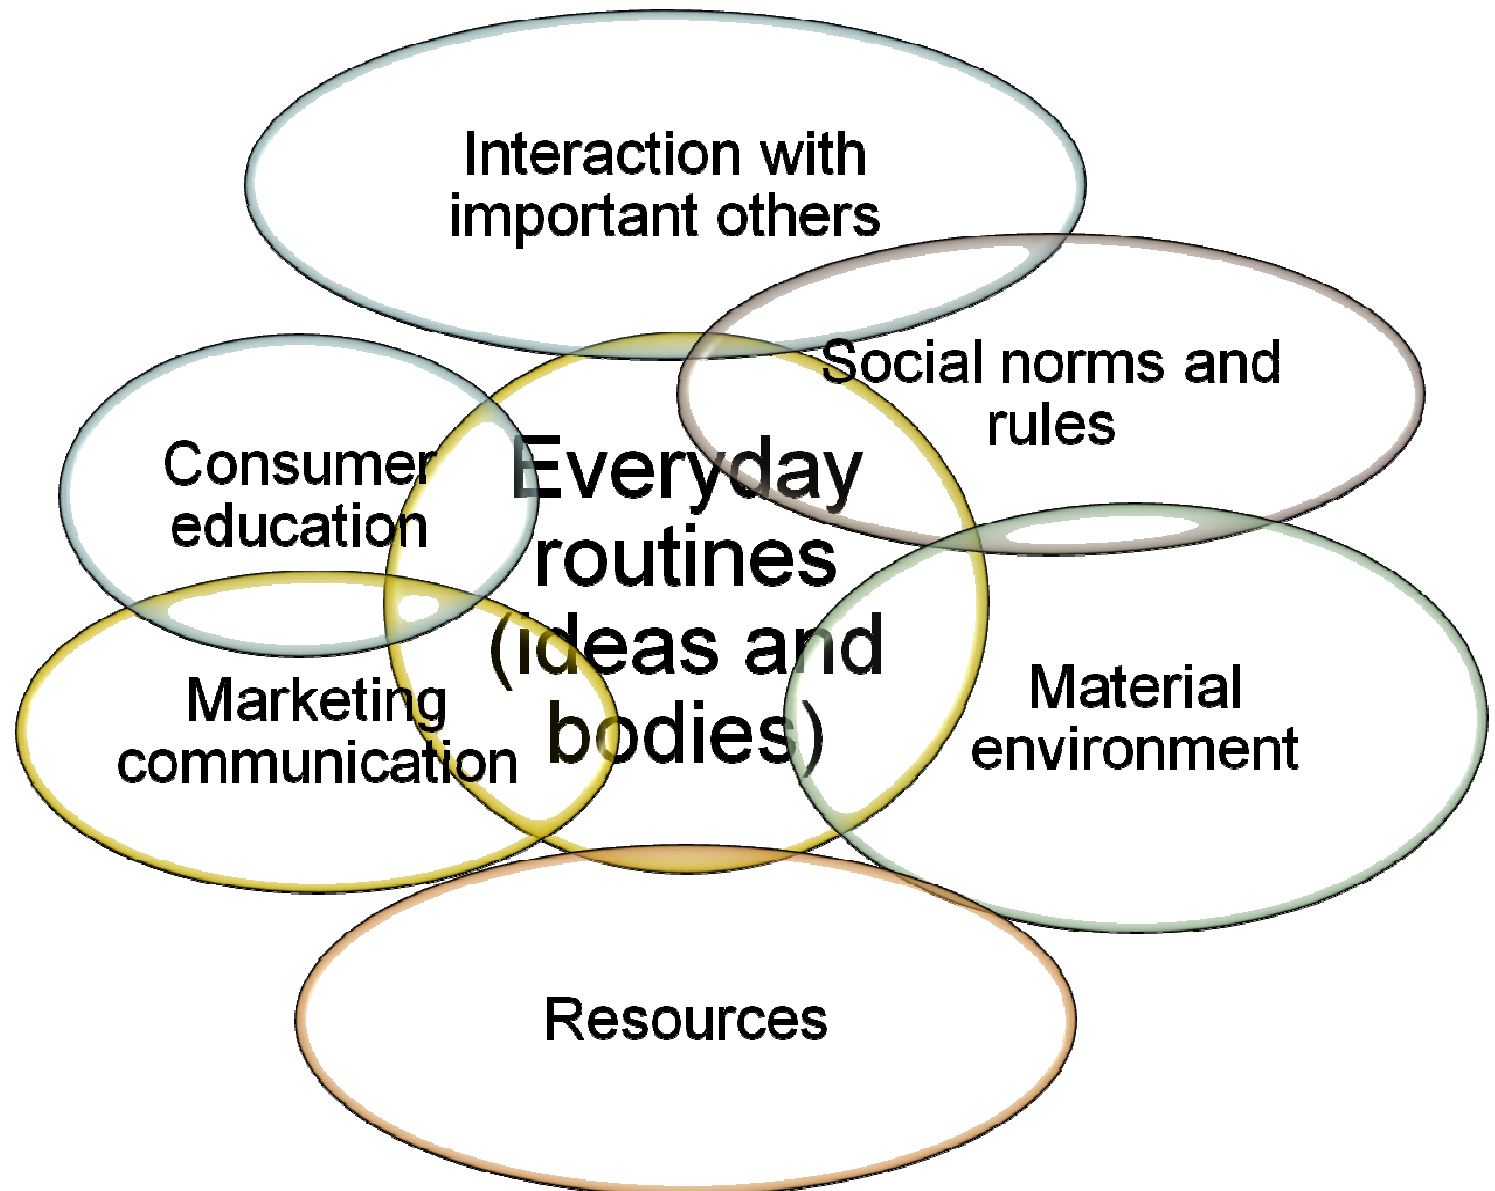 Interaction with
important others
Social norms and
rules
Consumer
education
Everyday
routines
(ideas and
bodies)
Marketing
communication
Material
environment
Resources